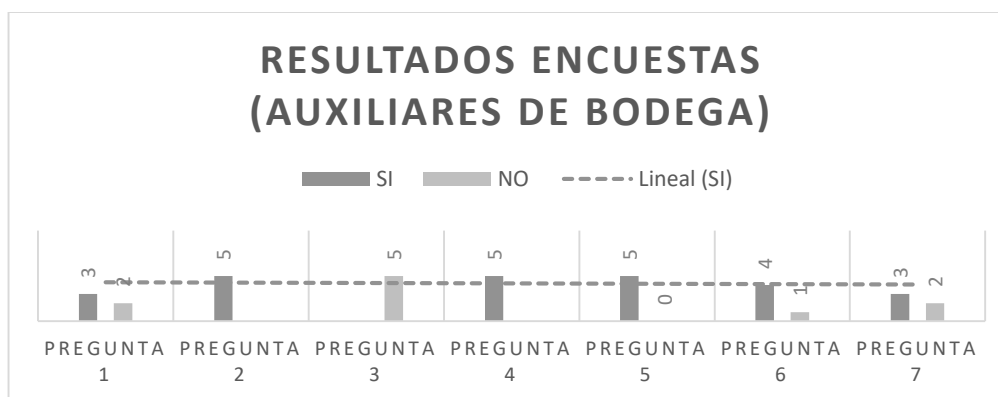 RESULTADOS ENCUESTAS
(AUXILIARES DE BODEGA)
SI NO Lineal (SI)
3 2 5 5 5 5 0 4 1 3 2
PREGUNTA 1 PREGUNTA 2 PREGUNTA 3 PREGUNTA 4 PREGUNTA 5 PREGUNTA 6 PREGUNTA 7